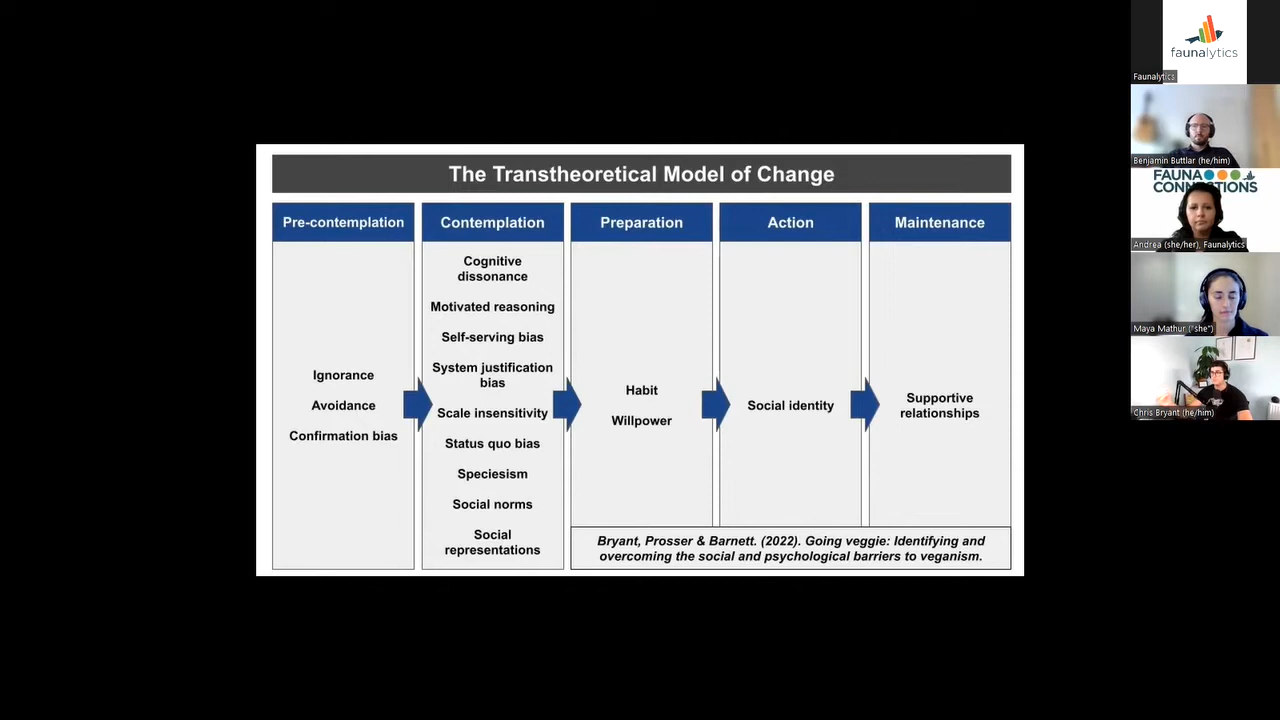 The Transtheoretical Model of Change
Pre-contemplation
Ignorance
Avoidance
Confirmation bias
Contemplation
Cognitive
dissonance
Motivated reasoning
Self-serving bias
System justification
bias
Scale insensitivity
Status quo bias
Speciesism
Social norms
Social
representations
Preparation
Habit
Willpower
Action
Social identity
Maintenance
Supportive
relationships
Bryant, Prosser & Barnett. (2022). Going veggie: Identifying and
overcoming the social and psychological barriers to veganism.
faunalytics
Faunalytics
Benjamin Buttlar (he/him)
FAUNA
CONNECTIONS
Andrea (she/her), Faunalytics
Maya Mathur ("she")
Chris Bryant (he/him)